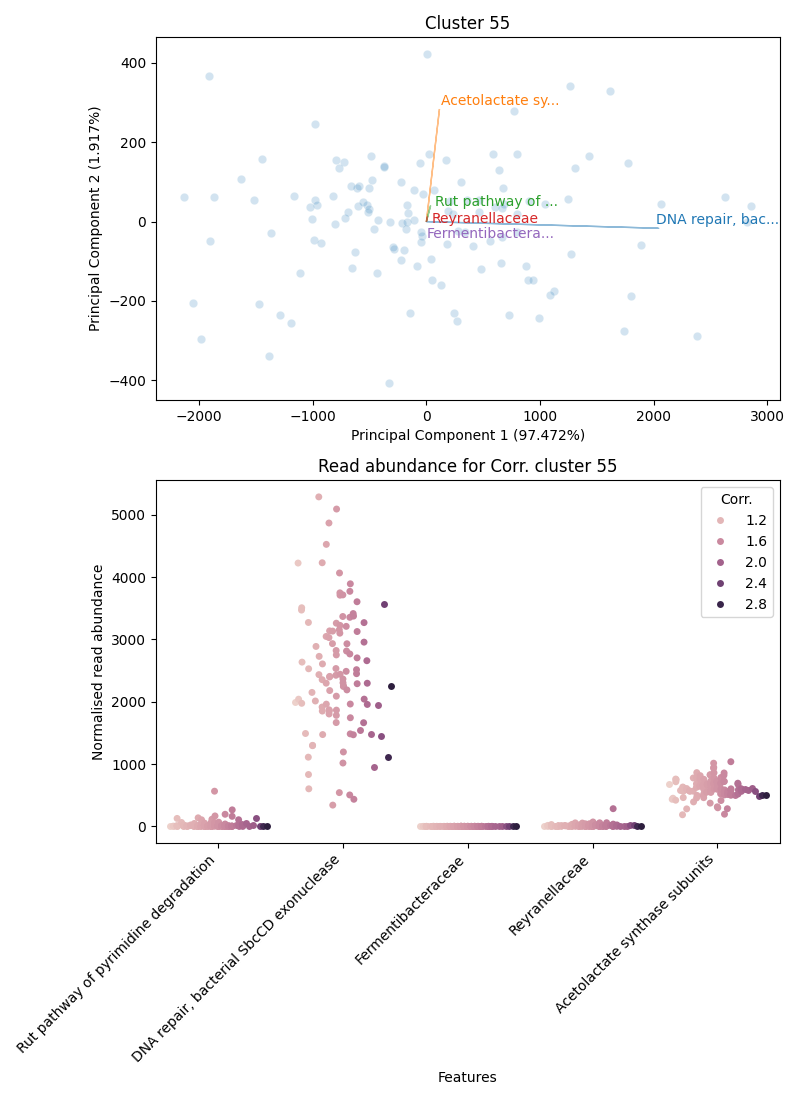 Cluster 55
400
200
0
−200
−400
Principal Component 2 (1.917%)
Acetolactate sy...
Rut pathway of ...
Reyranellaceae
Fermentibactera...
DNA repair, bac...
−2000
−1000
0
1000
2000
3000
Principal Component 1 (97.472%)
Read abundance for Corr. cluster 55
5000
4000
3000
2000
1000
0
Normalised read abundance
Corr.
1.2
1.6
2.0
2.4
2.8
Rut pathway of pyrimidine degradation
DNA repair, bacterial SbcCD exonuclease
Fermentibacteraceae
Reyranellaceae
Acetolactate synthase subunits
Features